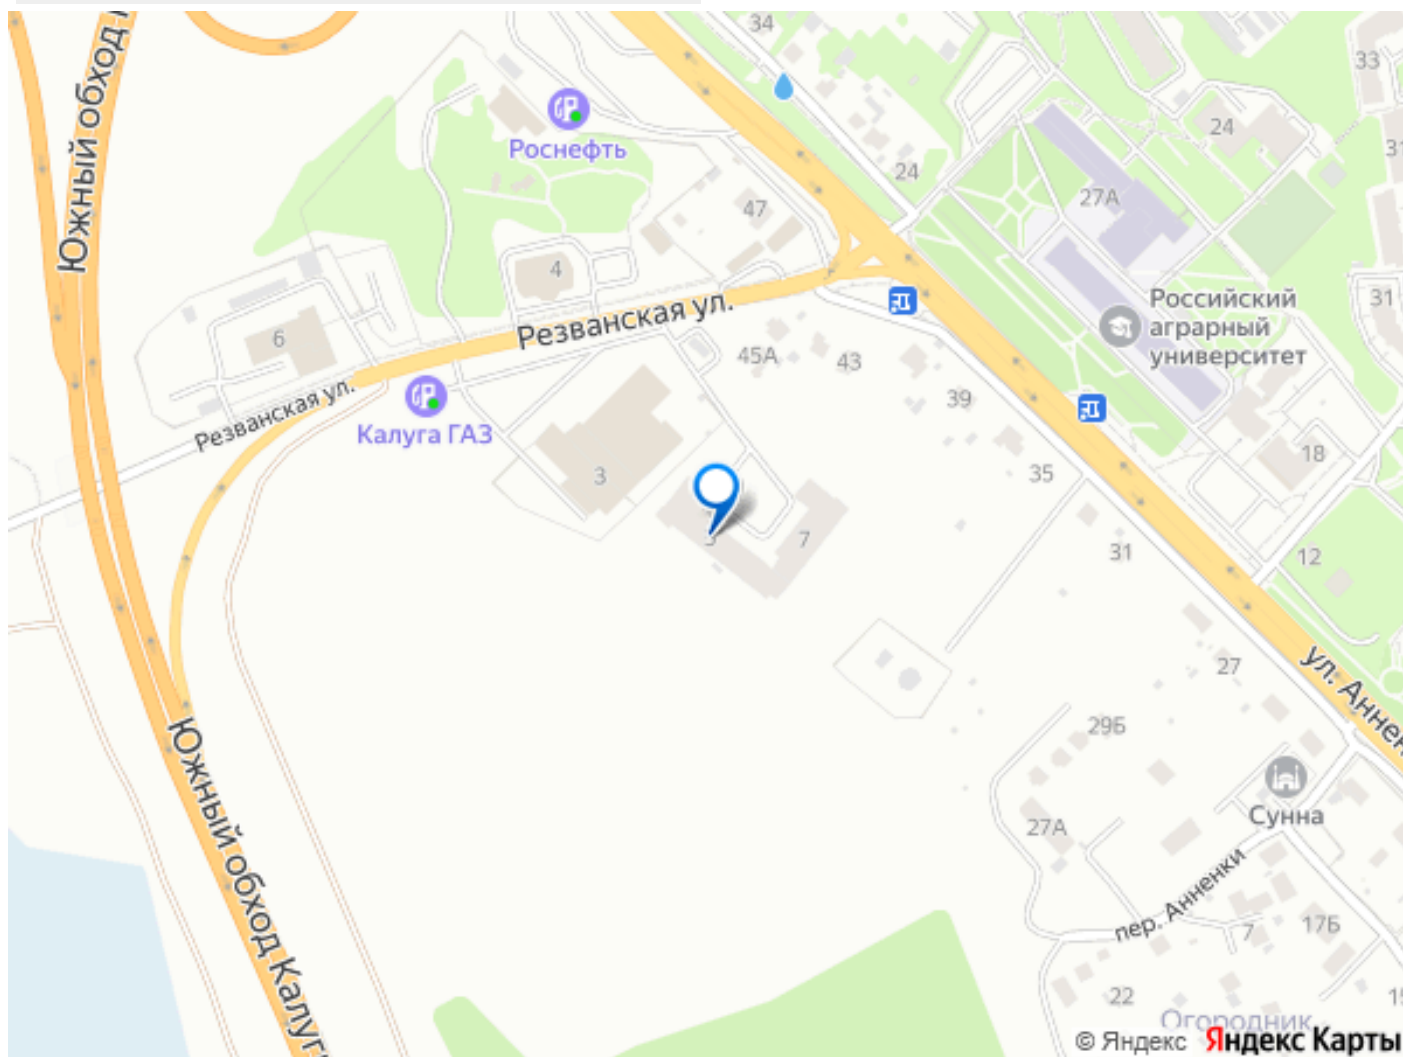 34
Южный обход
33
24
Роснефть
24
27А
47
31
4
Российский
аграрный
университет
31
Резванская ул.
6
45А
43
39
Резванская ул.
Калуга ГАЗ
3
35
18
7
31
12
27
ул. Аннен
29Б
Южный обход Калуг
27А
Сунна
пер. Анненки
7
17Б
22
Огородник
© Яндекс Яндекс Карты